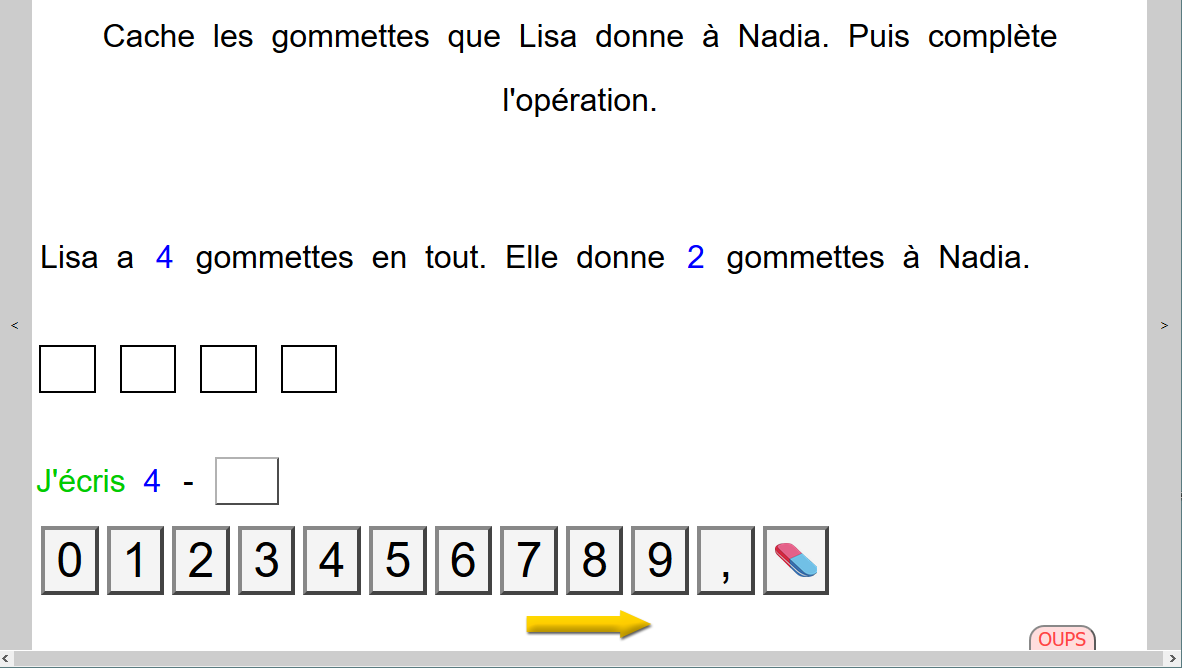 Cache les gommettes que Lisa donne à Nadia. Puis complète
l'opération.
Lisa a 4 gommettes en tout. Elle donne 2 gommettes à Nadia.
< >
J'écris 4 -
0 1 2 3 4 5 6 7 8 9 ,
OUPS
< >